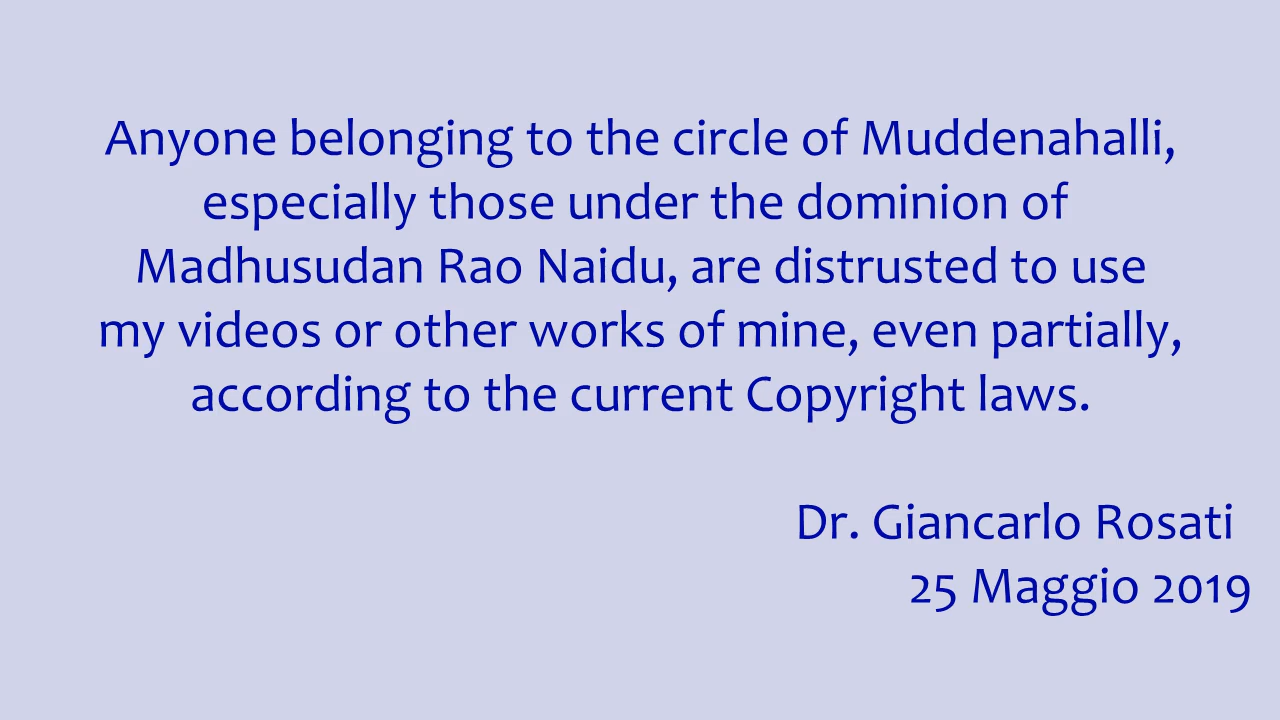 Anyone belonging to the circle of Muddenahalli,
especially those under the dominion of
Madhusudan Rao Naidu, are distrusted to use
my videos or other works of mine, even partially,
according to the current Copyright laws.
Dr. Giancarlo Rosati
25 Maggio 2019